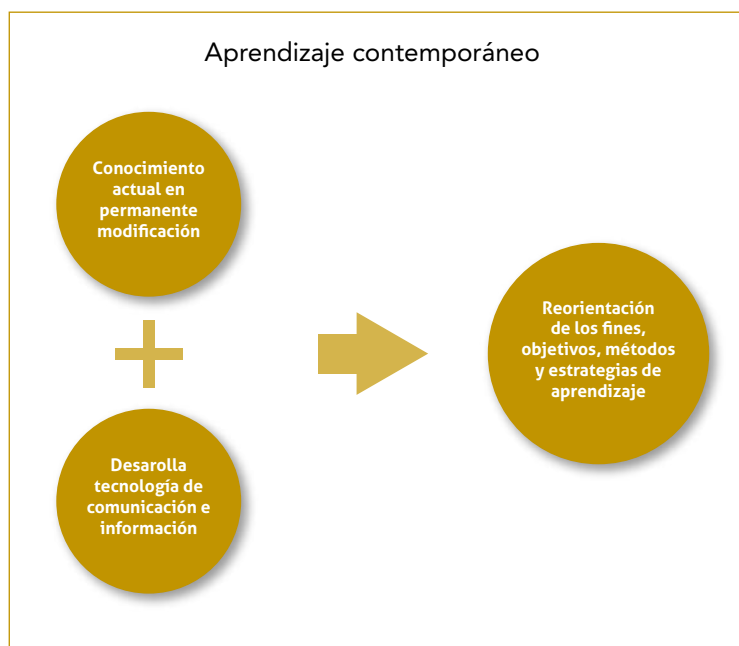 Aprendizaje contemporáneo
Conocimiento
actual en
permanente
modificación
Desarolla
tecnología de
comunicación e
información
Reorientación
de los fines,
objetivos, métodos
y estrategias de
aprendizaje